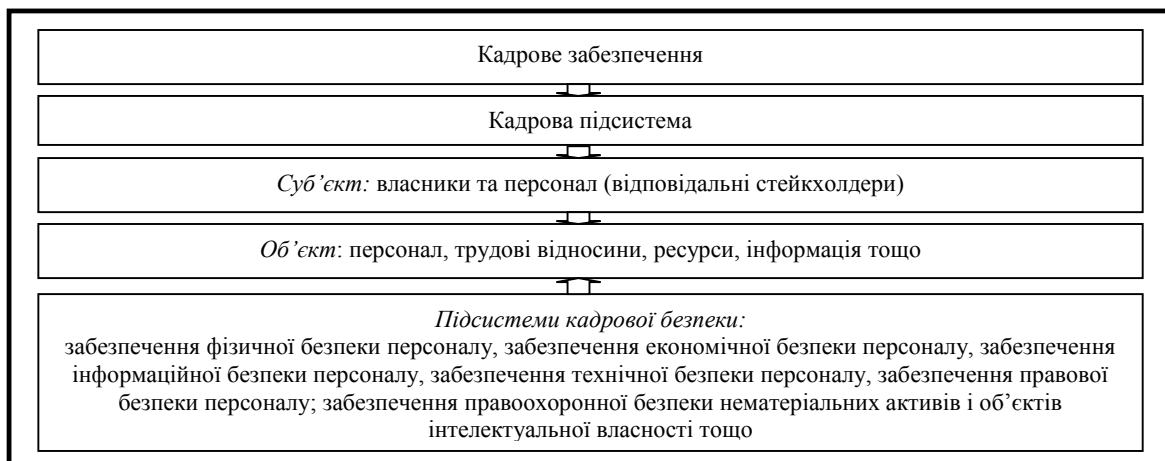 Кадрове забезпечення
Кадрова підсистема
Суб’єкт: власники та персонал (відповідальні стейкхолдери)
Об’єкт: персонал, трудові відносини, ресурси, інформація тощо
Підсистеми кадрової безпеки:
забезпечення фізичної безпеки персоналу, забезпечення економічної безпеки персоналу, забезпечення
інформаційної безпеки персоналу, забезпечення технічної безпеки персоналу, забезпечення правової
безпеки персоналу; забезпечення правоохоронної безпеки нематеріальних активів і об’єктів
інтелектуальної власності тощо